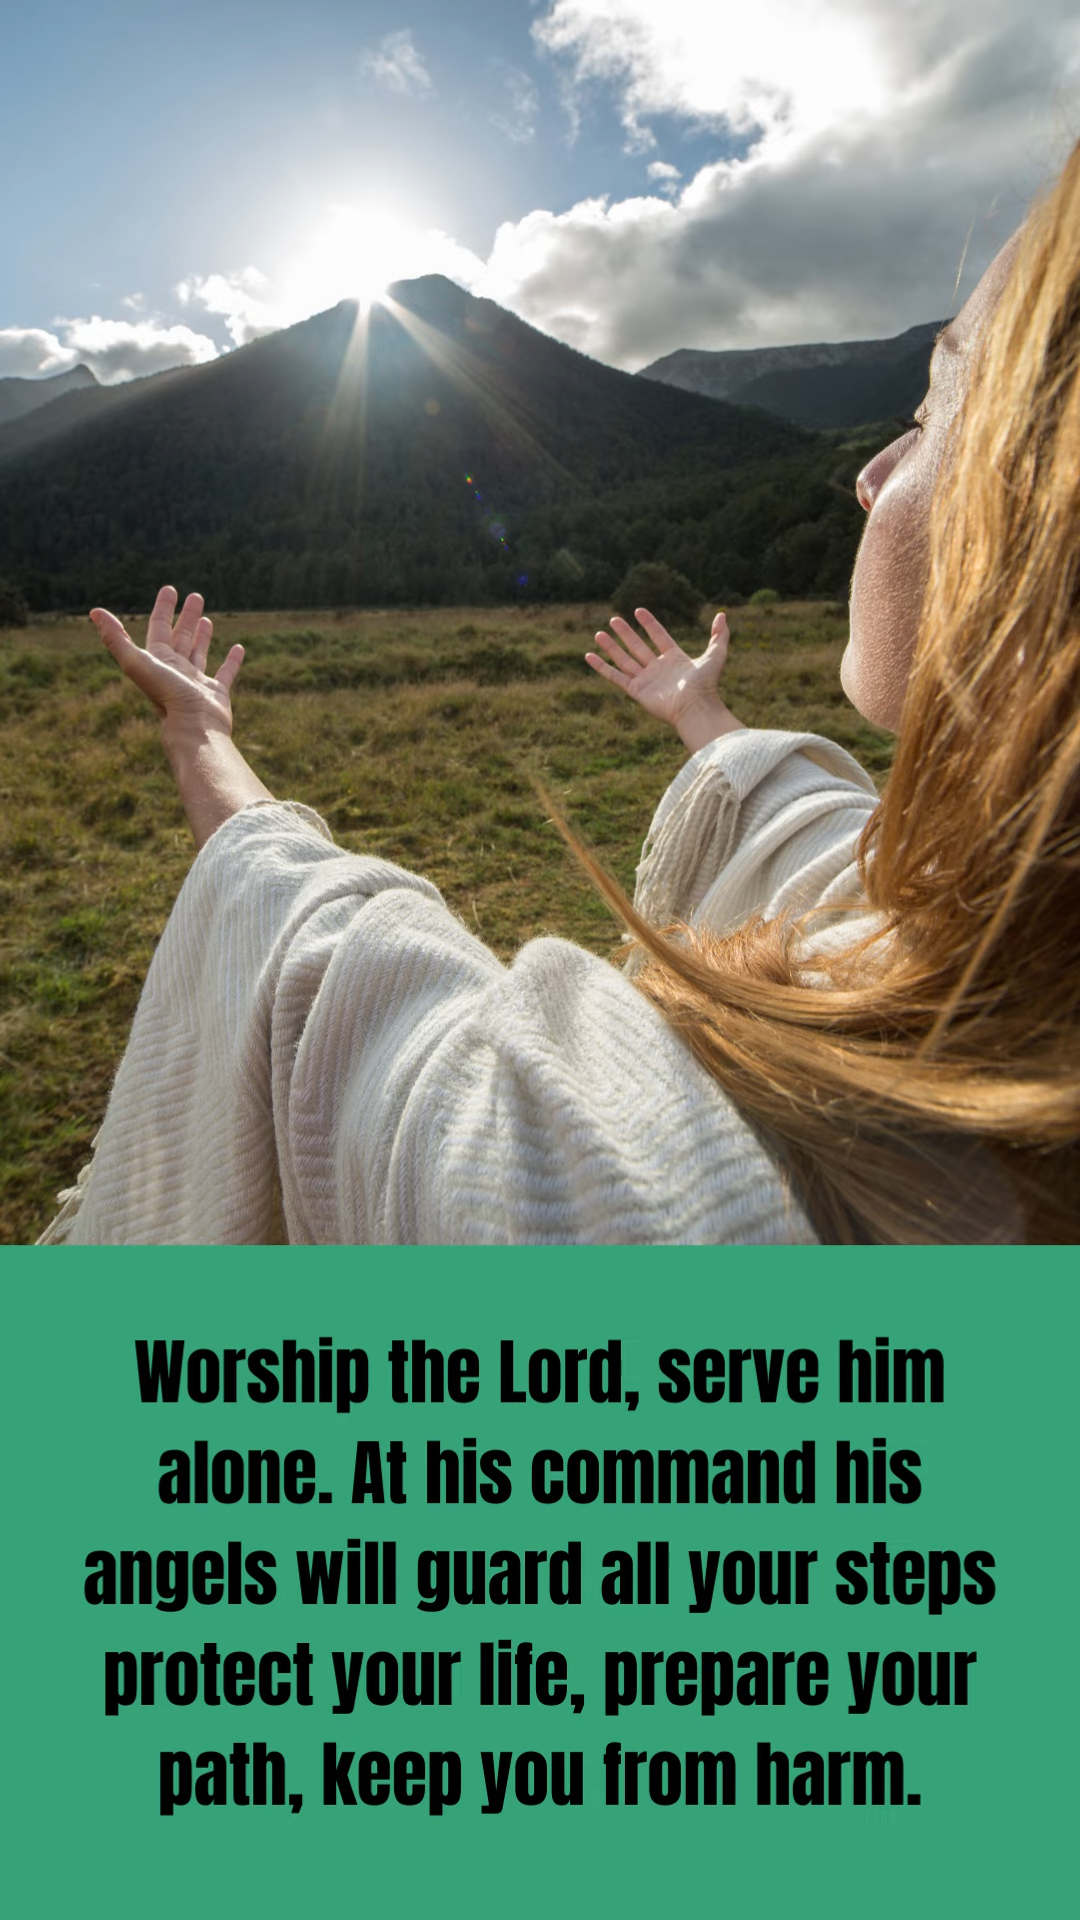 Worship the Lord, serve him
alone. At his command his
angels will guard all your steps
protect your life, prepare your
path, keep you from harm.